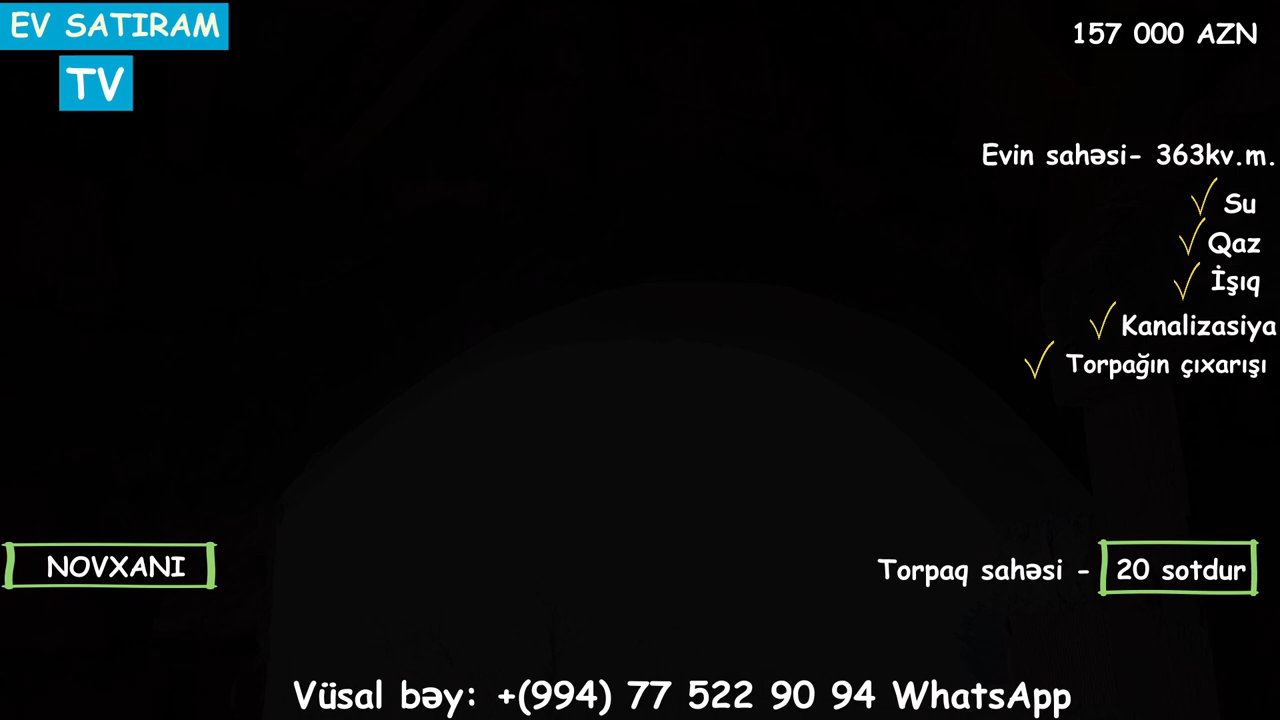 EV SATIRAM
TV
157 000 AZN
Evin sahəsi- 363kv.m.
Su
Qaz
İşıq
Kanalizasiya
Torpağın çıxarışı
NOVXANI
Torpaq sahəsi - 20 sotdur
Vüsal bəy: +(994) 77 522 90 94 WhatsApp